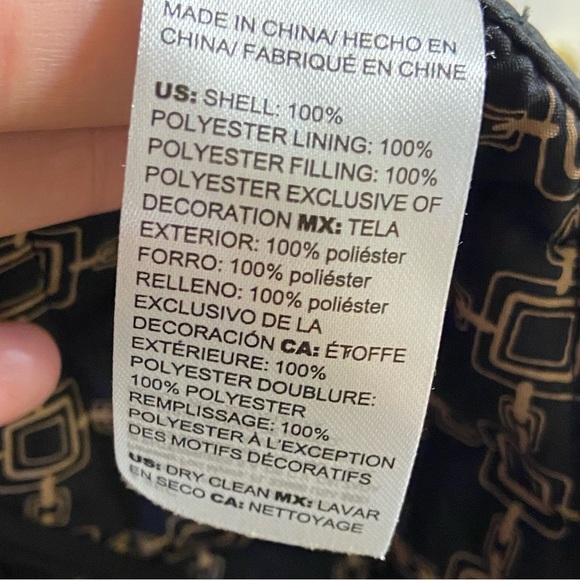 MADE IN CHINA/ HECHO EN
CHINA/ FABRIQUÉ EN CHINE
US: SHELL: 100%
POLYESTER LINING: 100%
POLYESTER FILLING: 100%
POLYESTER EXCLUSIVE OF
DECORATION MX: TELA
EXTERIOR: 100% poliéster
FORRO: 100% poliéster
RELLENO: 100% poliéster
EXCLUSIVO DE LA
DECORACIÓN CA: ÉTOFFE
EXTÉRIEURE: 100%
POLYESTER DOUBLURE:
100% POLYESTER
REMPLISSAGE: 100%
POLYESTER À L'EXCEPTION
DES MOTIFS DÉCORATIFS
US: DRY CLEAN MX: LAVAR
EN SECO CA: NETTOYAGE